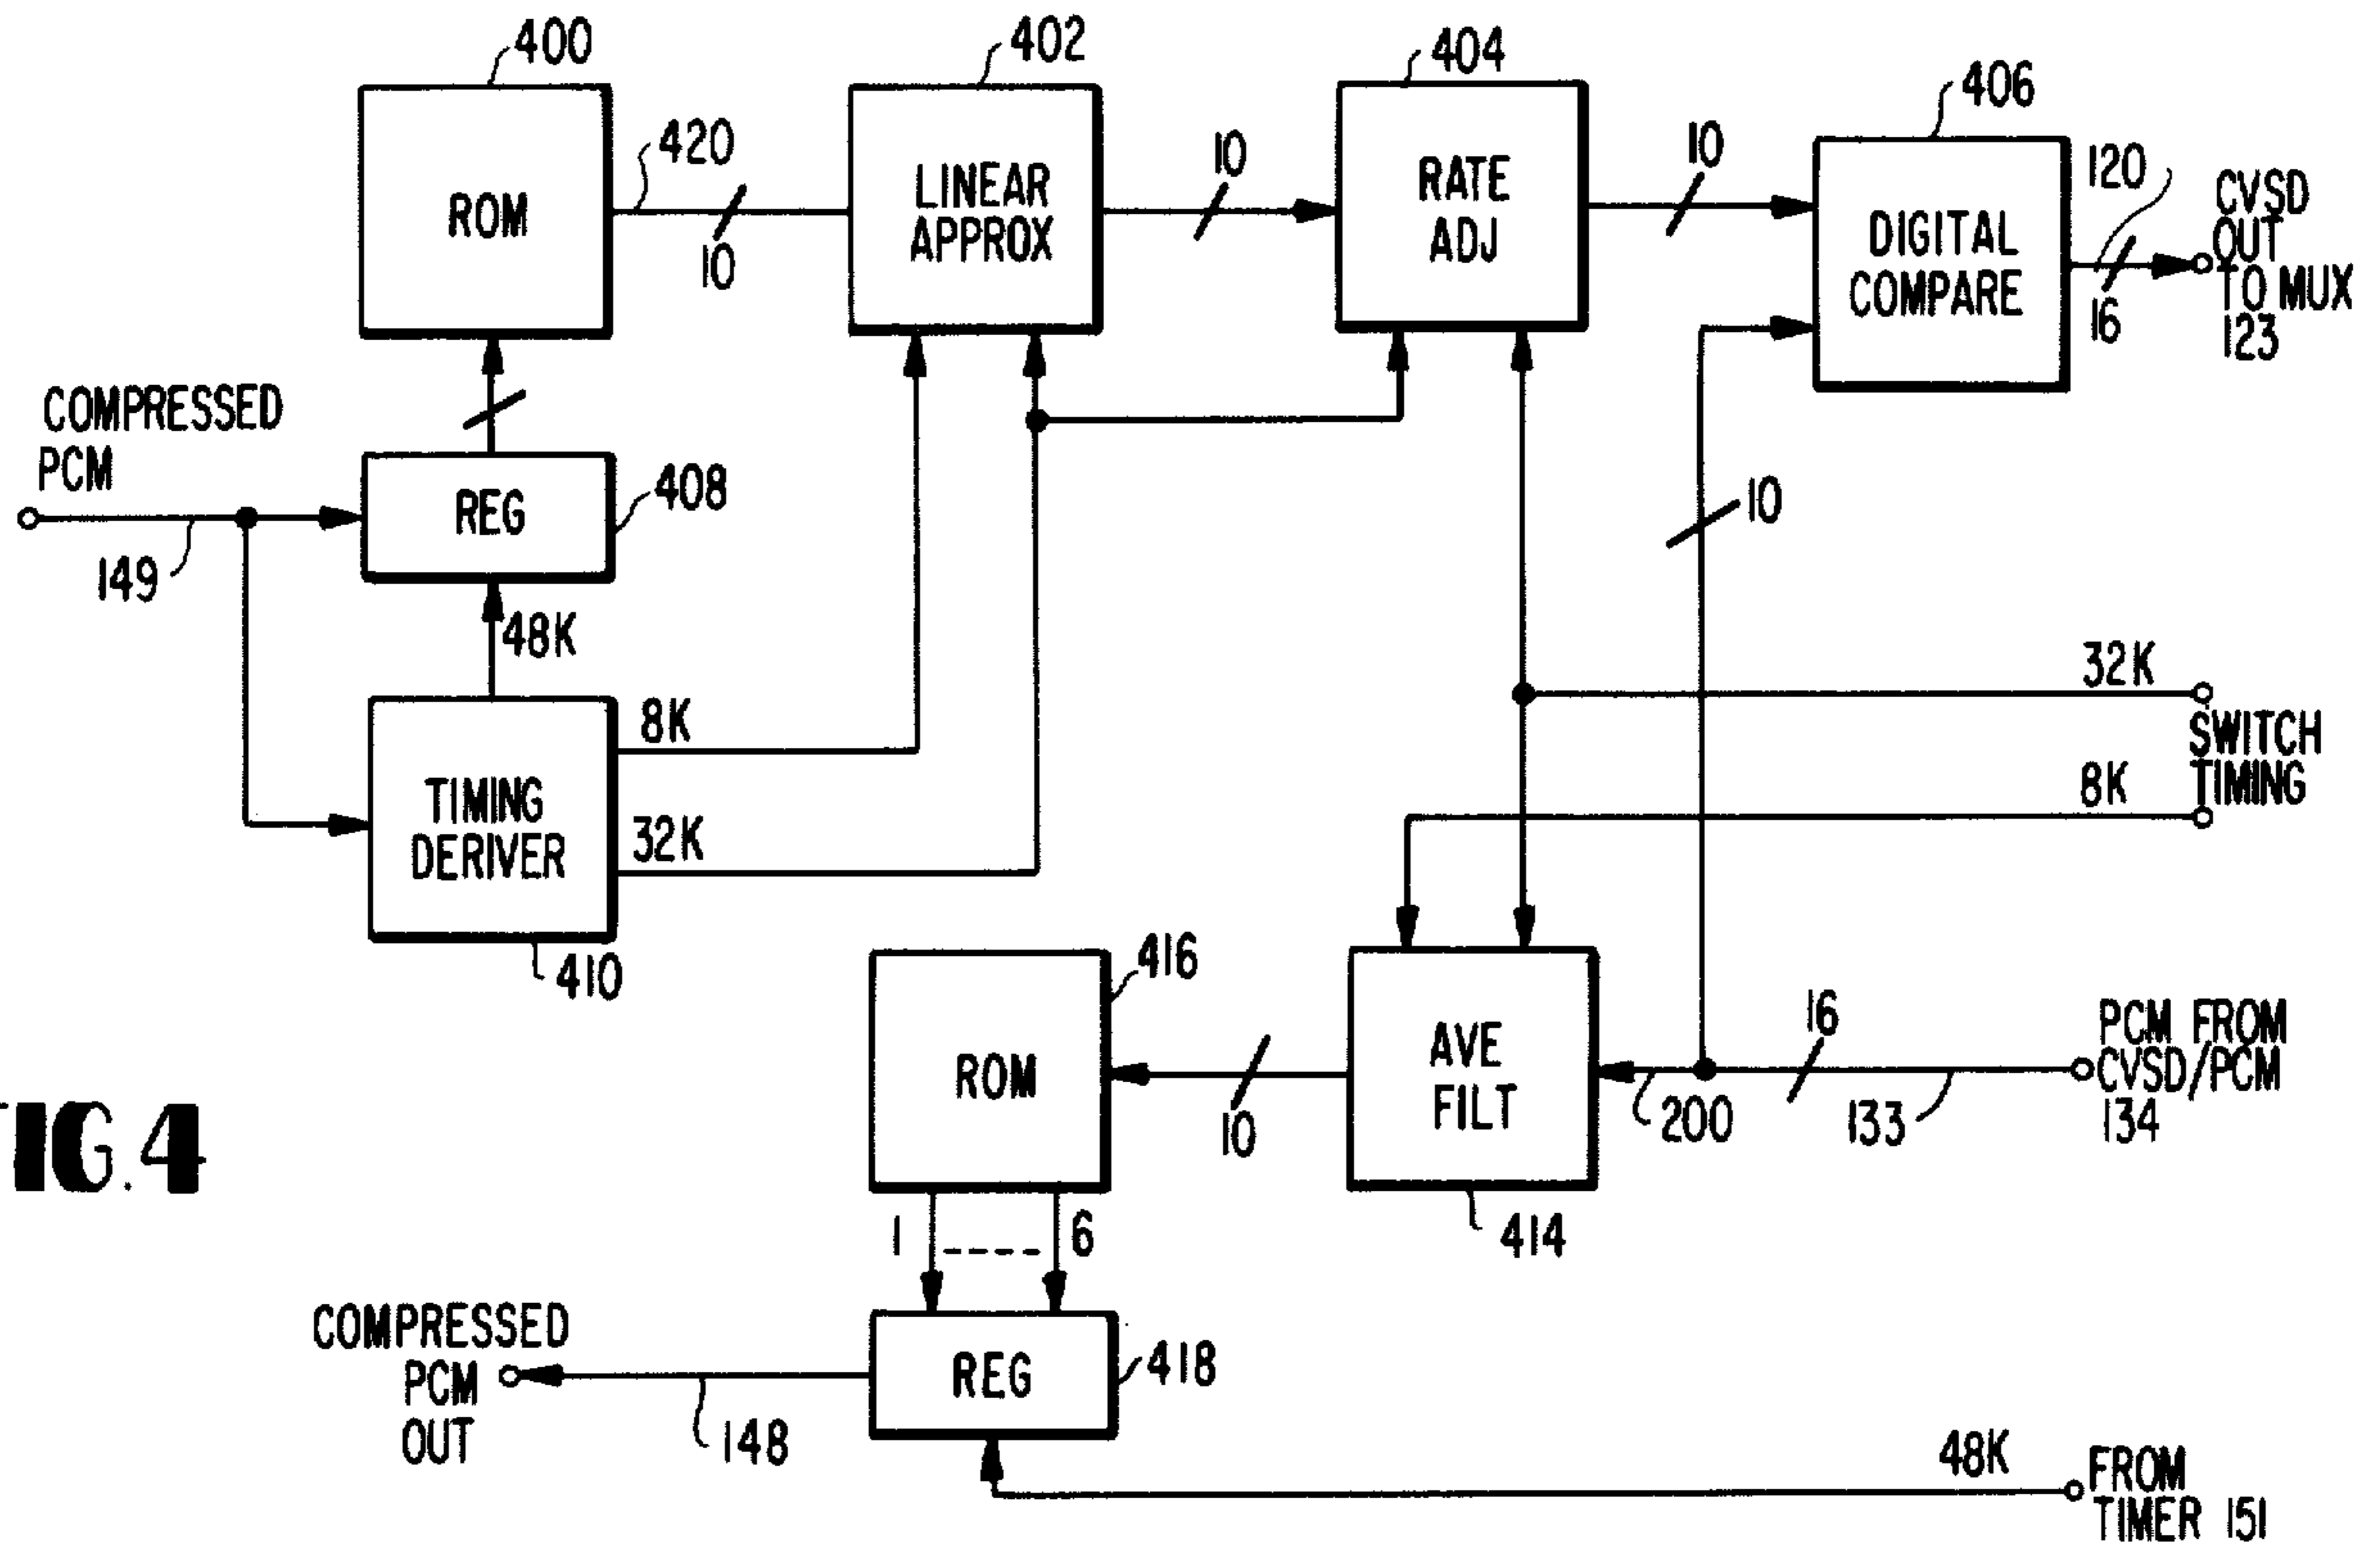 400
402
404
406
ROM
420
10
LINEAR
APPROX
10
RATE
ADJ
10
DIGITAL
COMPARE
120
16
CVSD
OUT
TO MUX
123
COMPRESSED
PCM
149
REG
408
48K
10
TIMING
DERIVER
410
8K
32K
32K
SWITCH
TIMING
8K
416
ROM
10
AVE
FILT
414
200
16
133
PCM FROM
CVSD/PCM
134
1
6
COMPRESSED
PCM
OUT
148
REG
418
48K
FROM
TIMER 151
FIG. 4